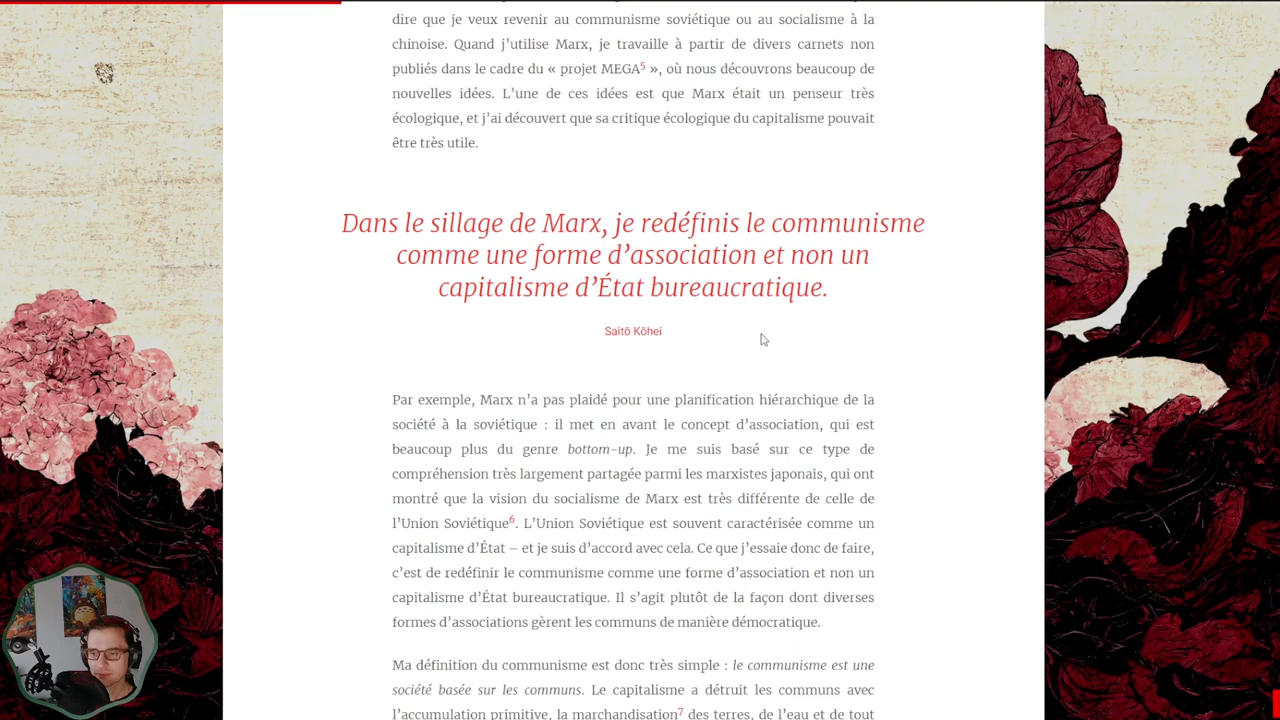 dire que je veux revenir au communisme soviétique ou au socialisme à la
chinoise. Quand j’utilise Marx, je travaille à partir de divers carnets non
publiés dans le cadre du « projet MEGA5 », où nous découvrons beaucoup de
nouvelles idées. L’une de ces idées est que Marx était un penseur très
écologique, et j’ai découvert que sa critique écologique du capitalisme pouvait
être très utile.
Dans le sillage de Marx, je redéfinis le communisme
comme une forme d’association et non un
capitalisme d’État bureaucratique.
Saitō Kōhei
Par exemple, Marx n’a pas plaidé pour une planification hiérarchique de la
société à la soviétique : il met en avant le concept d’association, qui est
beaucoup plus du genre bottom-up. Je me suis basé sur ce type de
compréhension très largement partagée parmi les marxistes japonais, qui ont
montré que la vision du socialisme de Marx est très différente de celle de
l’Union Soviétique6. L’Union Soviétique est souvent caractérisée comme un
capitalisme d’État – et je suis d’accord avec cela. Ce que j’essaie donc de faire,
c’est de redéfinir le communisme comme une forme d’association et non un
capitalisme d’État bureaucratique. Il s’agit plutôt de la façon dont diverses
formes d’associations gèrent les communs de manière démocratique.
Ma définition du communisme est donc très simple : le communisme est une
société basée sur les communs. Le capitalisme a détruit les communs avec
l’accumulation primitive, la marchandisation7 des terres, de l’eau et de tout